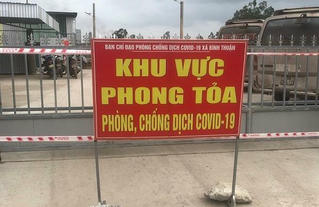 BAN CHỈ ĐẠO PHÒNG CHỐNG DỊCH COVID-19 XÃ BÌNH THUẬN
KHU VỰC
PHONG TỎA
PHÒNG, CHỐNG DỊCH COVID-19